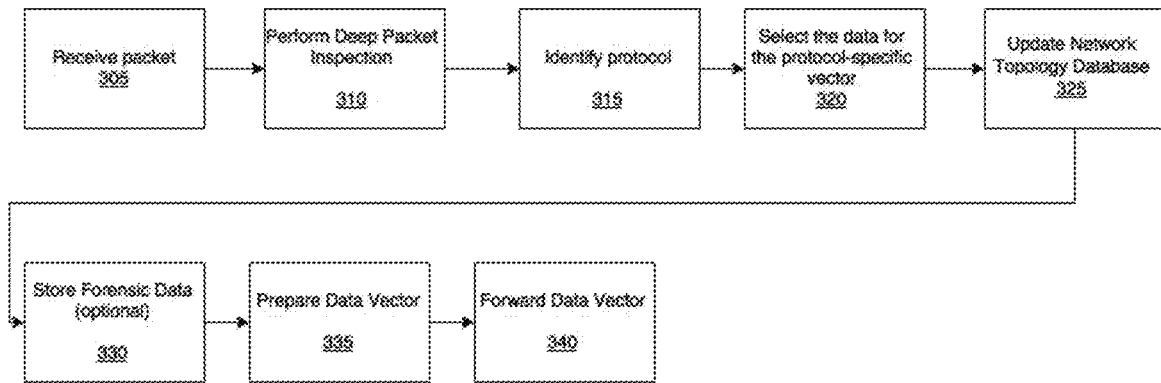 Receive packet
305
Perform Deep Packet
Inspection
310
Identify protocol
315
Select the data for
the protocol-specific
vector
320
Update Network
Topology Database
325
Store Forensic Data
(optional)
330
Prepare Data Vector
335
Forward Data Vector
340